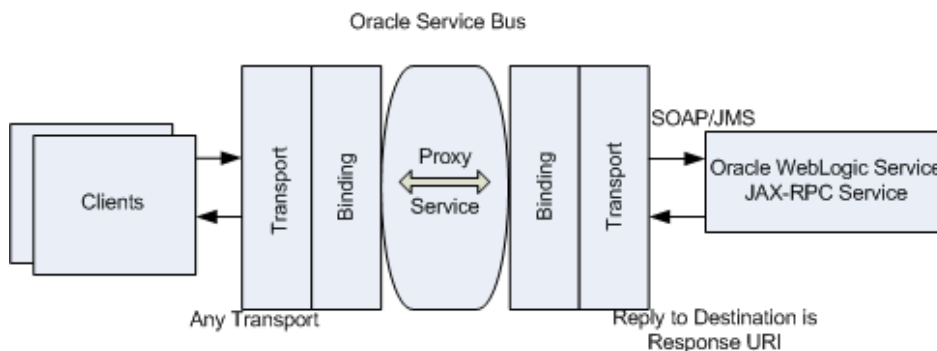 Oracle Service Bus
SOAP/JMS
Clients
Transport
Binding
Proxy
Service
Binding
Transport
Oracle WebLogic Service
JAX-RPC Service
Any Transport
Reply to Destination is
Response URI